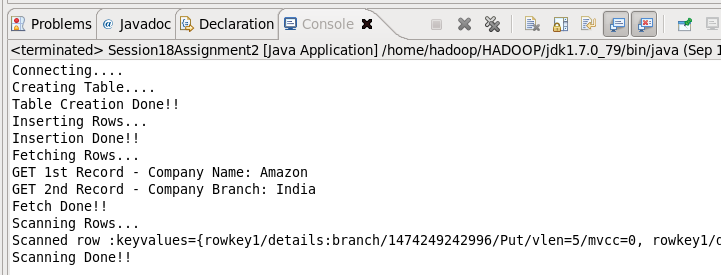 Problems @ Javadoc Declaration Console
<terminated> Session18Assignment2 [Java Application] /home/hadoop/HADOOP/jdk1.7.0_79/bin/java (Sep 1
Connecting....
Creating Table....
Table Creation Done!!
Inserting Rows...
Insertion Done!!
Fetching Rows...
GET 1st Record - Company Name: Amazon
GET 2nd Record - Company Branch: India
Fetch Done!!
Scanning Rows...
Scanned row :keyvalues={rowkey1/details:branch/1474249242996/Put/vlen=5/mvcc=0, rowkey1/d
Scanning Done!!